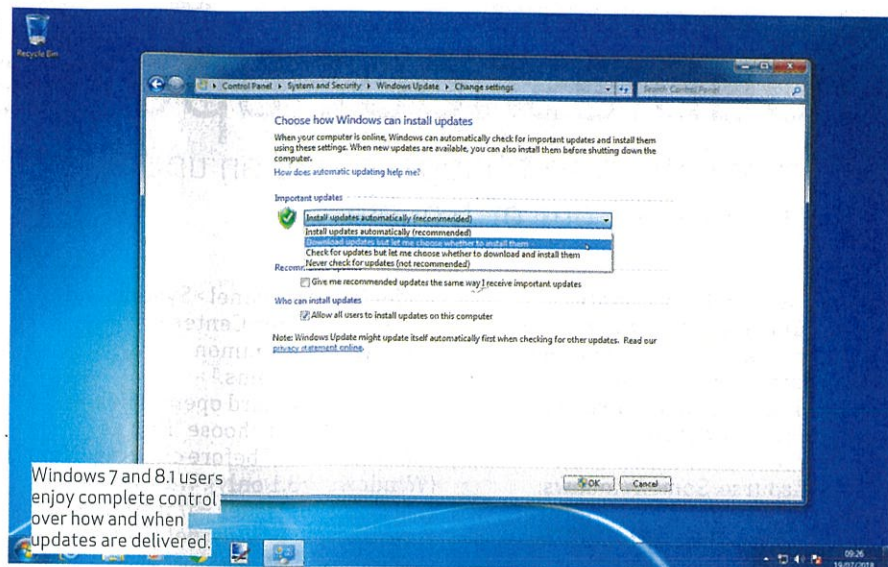 Recycle Bin
Control Panel ▸ System and Security ▸ Windows Update ▸ Change settings
Search Control Panel
Choose how Windows can install updates
When your computer is online, Windows can automatically check for important updates and install them
using these settings. When new updates are available, you can also install them before shutting down the
computer.
How does automatic updating help me?
Important updates
Install updates automatically (recommended)
Install updates automatically (recommended)
Download updates but let me choose whether to install them
Check for updates but let me choose whether to download and install them
Never check for updates (not recommended)
Give me recommended updates the same way I receive important updates
Who can install updates
Allow all users to install updates on this computer
Note: Windows Update might update itself automatically first when checking for other updates. Read our
privacy statement online.
OK Cancel
Windows 7 and 8.1 users
enjoy complete control
over how and when
updates are delivered.
09:26
19/07/2018